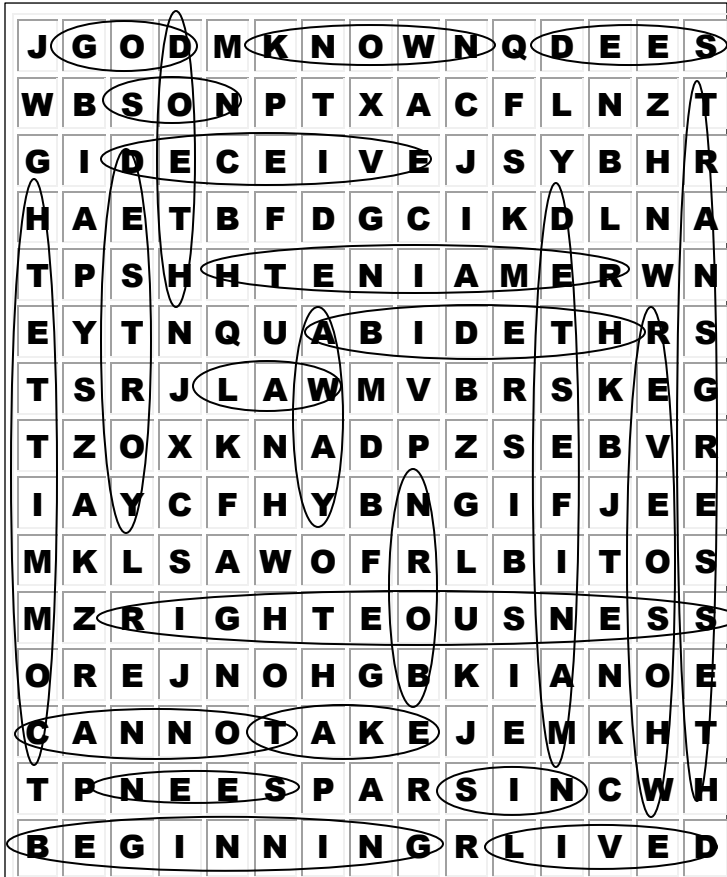 J G O D M K N O W N Q D E E S
W B S O N P T X A C F L N Z T
G I D E C E I V E J S Y B H R
H A E T B F D G C I K D L N A
T P S H H T E N I A M E R W N
E Y T N Q U A B I D E T H R S
T S R J L A W M V B R S K E G
T Z O X K N A D P Z S E B V R
I A Y C F H Y B N G I F J E E
M K L S A W O F R L B I T O S
M Z R I G H T E O U S N E S S
O R E J N O H G B K I A N O E
C A N N O T A K E J E M K H T
T P N E E S P A R S I N C W H
B E G I N N I N G R L I V E D